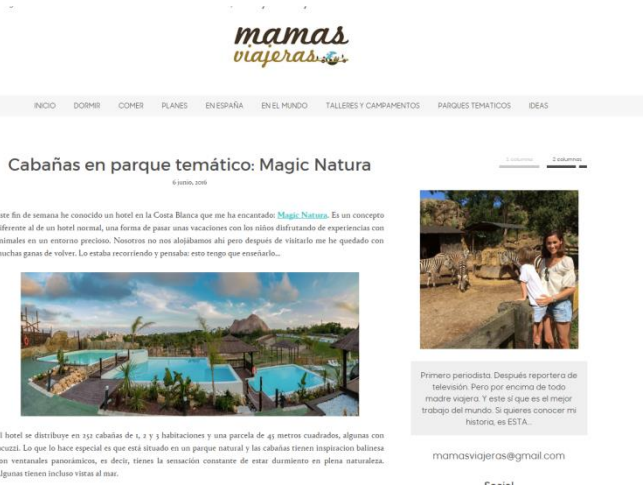 mamas
viajeras
INICIO DORMIR COMER PLANES EN ESPAÑA EN EL MUNDO TALLERES Y CAMPAMENTOS PARQUES TEMATICOS IDEAS
Cabañas en parque temático: Magic Natura
6 junio, 2016
ste fin de semana he conocido un hotel en la Costa Blanca que me ha encantado: Magic Natura. Es un concepto
iferente al de un hotel normal, una forma de pasar unas vacaciones con los niños disfrutando de experiencias con
nimales en un entorno precioso. Nosotros no nos alojábamos ahí pero después de visitarlo me he quedado con
uchas ganas de volver. Lo estaba recorriendo y pensaba: esto tengo que enseñarlo...
l hotel se distribuye en 252 cabañas de 1, 2 y 3 habitaciones y una parcela de 45 metros cuadrados, algunas con
acuzzi. Lo que lo hace especial es que está situado en un parque natural y las cabañas tienen inspiracion balinesa
on ventanales panorámicos, es decir, tienes la sensación constante de estar durmiento en plena naturaleza.
lgunas tienen incluso vistas al mar.
1 columna 2 columnas
Primero periodista. Después reportera de
televisión. Pero por encima de todo
madre viajera. Y este sí que es el mejor
trabajo del mundo. Si quieres conocer mi
historia, es ESTA...
mamasviajeras@gmail.com
Social